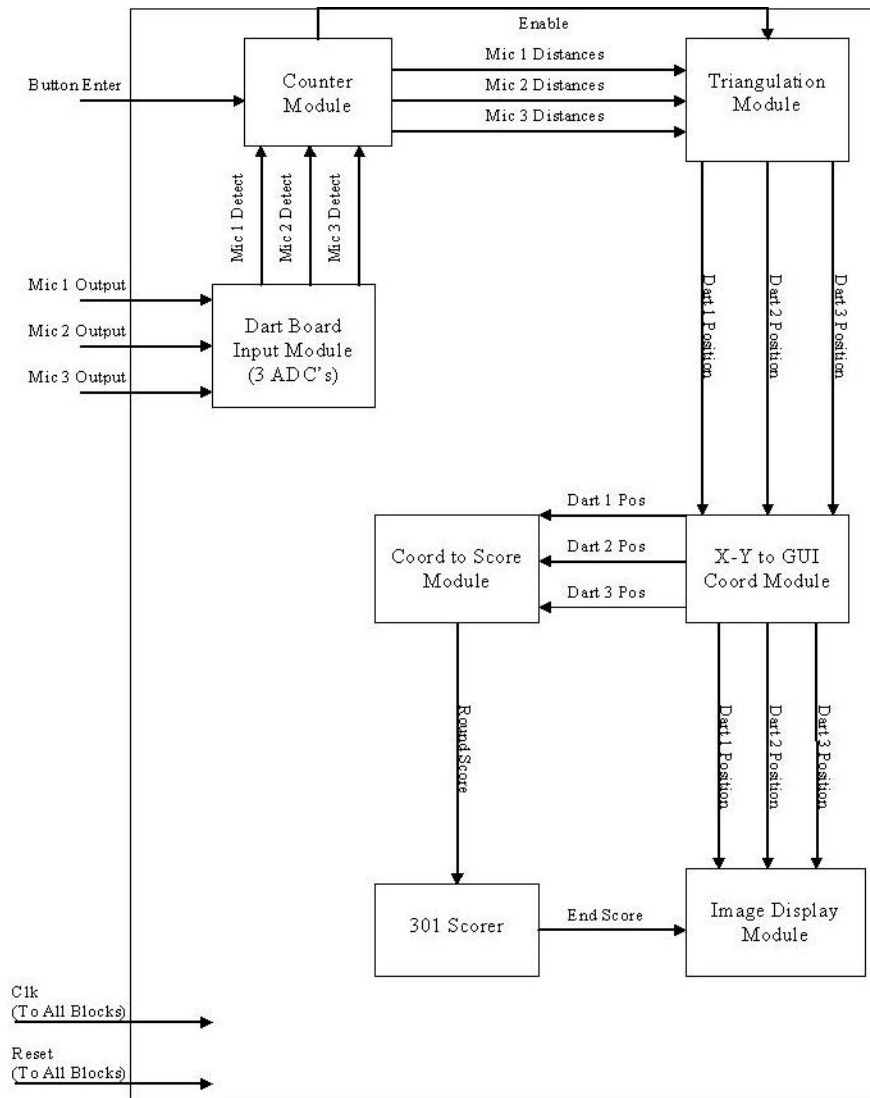 Enable
Button Enter
Counter
Module
Mic 1 Distances
Mic 2 Distances
Mic 3 Distances
Triangulation
Module
Mic 1 Detect
Mic 2 Detect
Mic 3 Detect
Mic 1 Output
Mic 2 Output
Mic 3 Output
Dart Board
Input Module
(3 ADC's)
Dart 1 Position
Dart 2 Position
Dart 3 Position
Dart 1 Pos
Dart 2 Pos
Dart 3 Pos
Coord to Score
Module
X-Y to GUI
Coord Module
Round Score
Dart 1 Position
Dart 2 Position
Dart 3 Position
301 Scorer
End Score
Image Display
Module
Clk
(To All Blocks)
Reset
(To All Blocks)